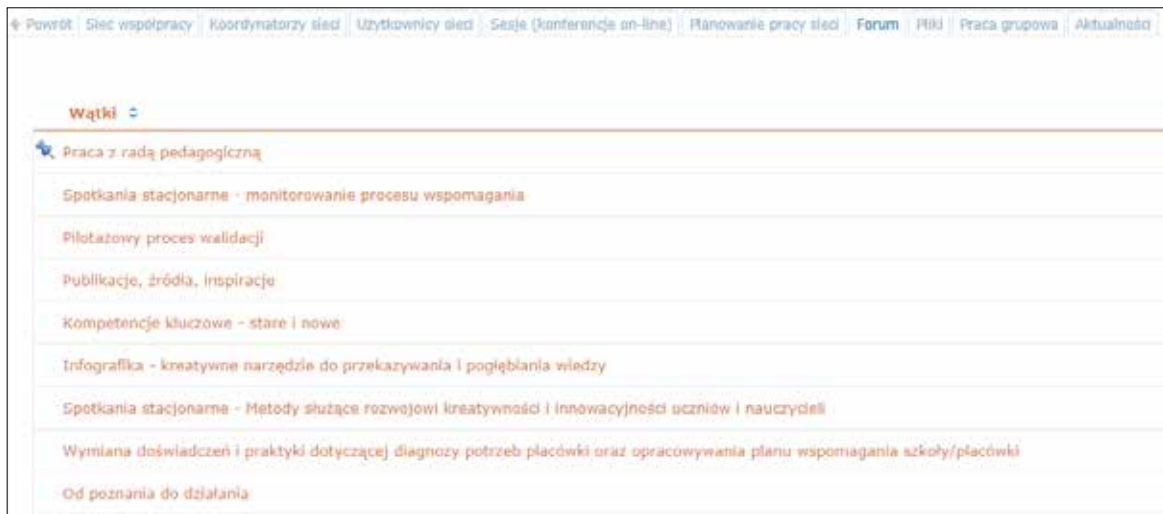 Powrót Sieć współpracy Koordynatorzy sieci Użytkownicy sieci Sesje (konferencje on-line) Planowanie pracy sieci Forum Pliki Praca grupowa Aktualności
Wątki
Praca z radą pedagogiczną
Spotkania stacjonarne - monitorowanie procesu wspomagania
Pilotażowy proces walidacji
Publikacje, źródła, inspiracje
Kompetencje kluczowe - stare i nowe
Infografika - kreatywne narzędzie do przekazywania i pogłębiania wiedzy
Spotkania stacjonarne - Metody służące rozwojowi kreatywności i innowacyjności uczniów i nauczycieli
Wymiana doświadczeń i praktyki dotyczącej diagnozy potrzeb placówki oraz opracowywania planu wspomagania szkoły/placówki
Od poznania do działania